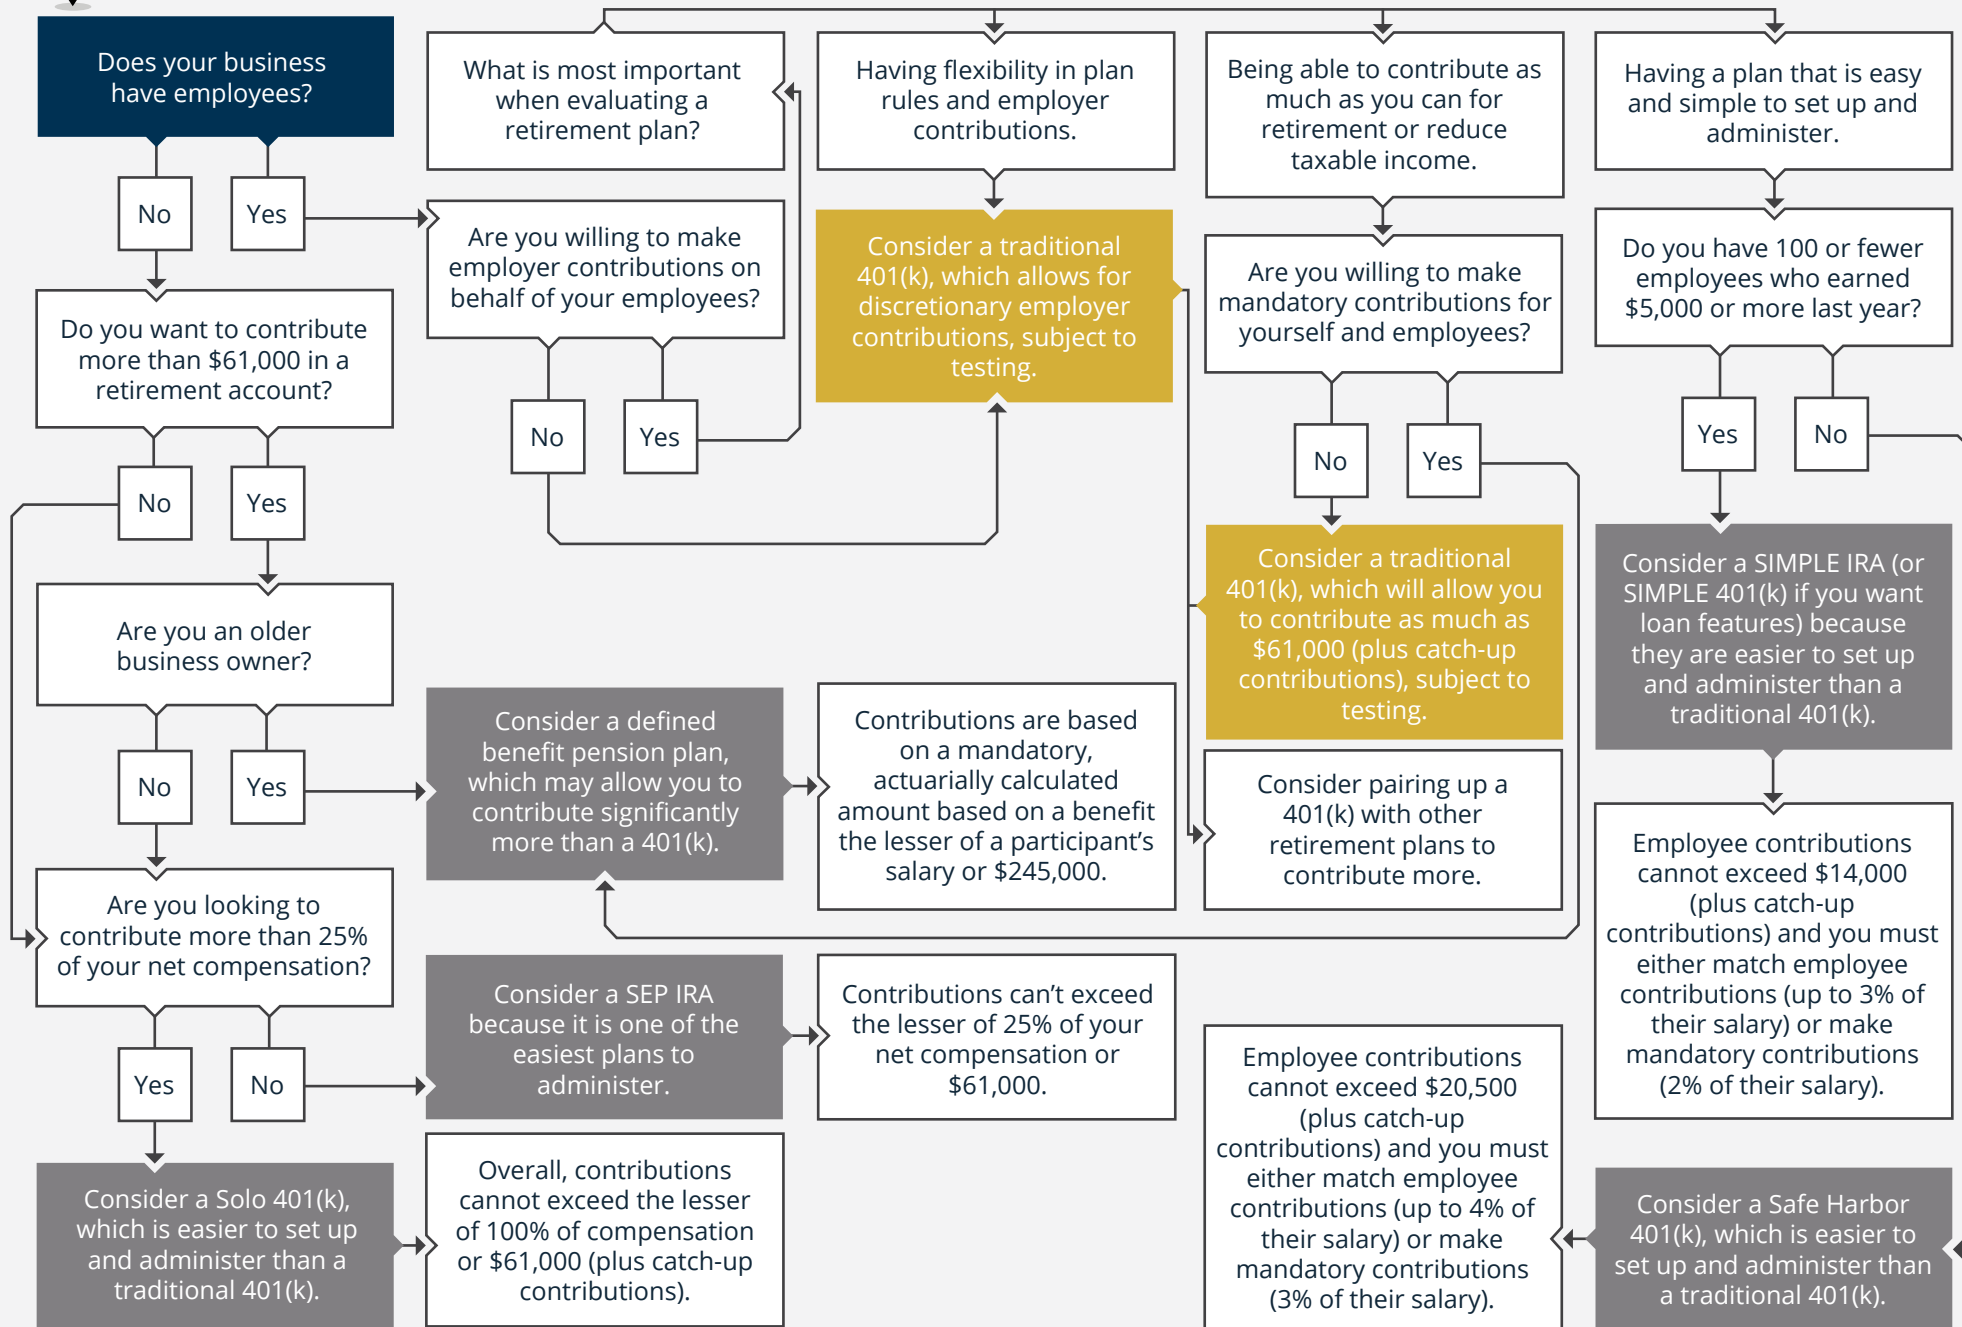 Does your business
have employees?
No
Yes
Do you want to contribute
more than $61,000 in a
retirement account?
No
Yes
Are you an older
business owner?
No
Yes
Are you looking to
contribute more than 25%
of your net compensation?
Yes
No
Consider a Solo 401(k),
which is easier to set up
and administer than a
traditional 401(k).
What is most important
when evaluating a
retirement plan?
Are you willing to make
employer contributions on
behalf of your employees?
No
Yes
Consider a defined
benefit pension plan,
which may allow you to
contribute significantly
more than a 401(k).
Consider a SEP IRA
because it is one of the
easiest plans to
administer.
Overall, contributions
cannot exceed the lesser
of 100% of compensation
or $61,000 (plus catch-up
contributions).
Having flexibility in plan
rules and employer
contributions.
Consider a traditional
401(k), which allows for
discretionary employer
contributions, subject to
testing.
Contributions are based
on a mandatory,
actuarially calculated
amount based on a benefit
the lesser of a participant's
salary or $245,000.
Contributions can't exceed
the lesser of 25% of your
net compensation or
$61,000.
Being able to contribute as
much as you can for
retirement or reduce
taxable income.
Are you willing to make
mandatory contributions for
yourself and employees?
No
Yes
Consider a traditional
401(k), which will allow you
to contribute as much as
$61,000 (plus catch-up
contributions), subject to
testing.
Consider pairing up a
401(k) with other
retirement plans to
contribute more.
Employee contributions
cannot exceed $20,500
(plus catch-up
contributions) and you must
either match employee
contributions (up to 4% of
their salary) or make
mandatory contributions
(3% of their salary).
Having a plan that is easy
and simple to set up and
administer.
Do you have 100 or fewer
employees who earned
$5,000 or more last year?
Yes
No
Consider a SIMPLE IRA (or
SIMPLE 401(k) if you want
loan features) because
they are easier to set up
and administer than a
traditional 401(k).
Employee contributions
cannot exceed $14,000
(plus catch-up
contributions) and you must
either match employee
contributions (up to 3% of
their salary) or make
mandatory contributions
(2% of their salary).
Consider a Safe Harbor
401(k), which is easier to
set up and administer than
a traditional 401(k).